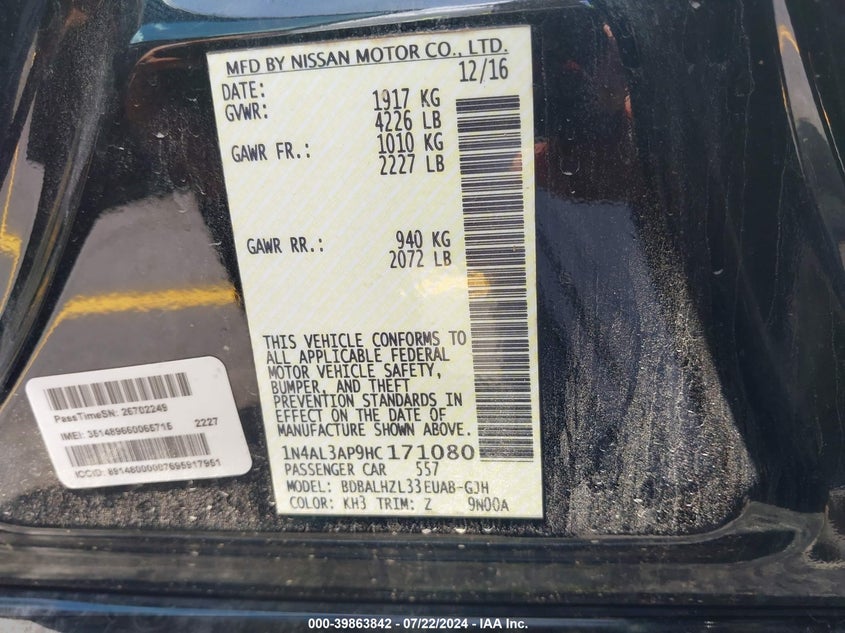 MFD BY NISSAN MOTOR CO., LTD.
DATE: 12/16
GVWR: 1917 KG
4226 LB
GAWR FR.: 1010 KG
2227 LB
GAWR RR.: 940 KG
2072 LB
THIS VEHICLE CONFORMS TO
ALL APPLICABLE FEDERAL
MOTOR VEHICLE SAFETY,
BUMPER, AND THEFT
PREVENTION STANDARDS IN
EFFECT ON THE DATE OF
MANUFACTURE SHOWN ABOVE.
1N4AL3AP9HC171080
PASSENGER CAR 557
MODEL: BDBALHZL33EUAB-GJH
COLOR: KH3 TRIM: Z 9N00A
PassTimeSN: 26702249
IMEI: 351489660065715 2227
ICCID: 89148000007695917951
000-39863842 - 07/22/2024 - IAA Inc.